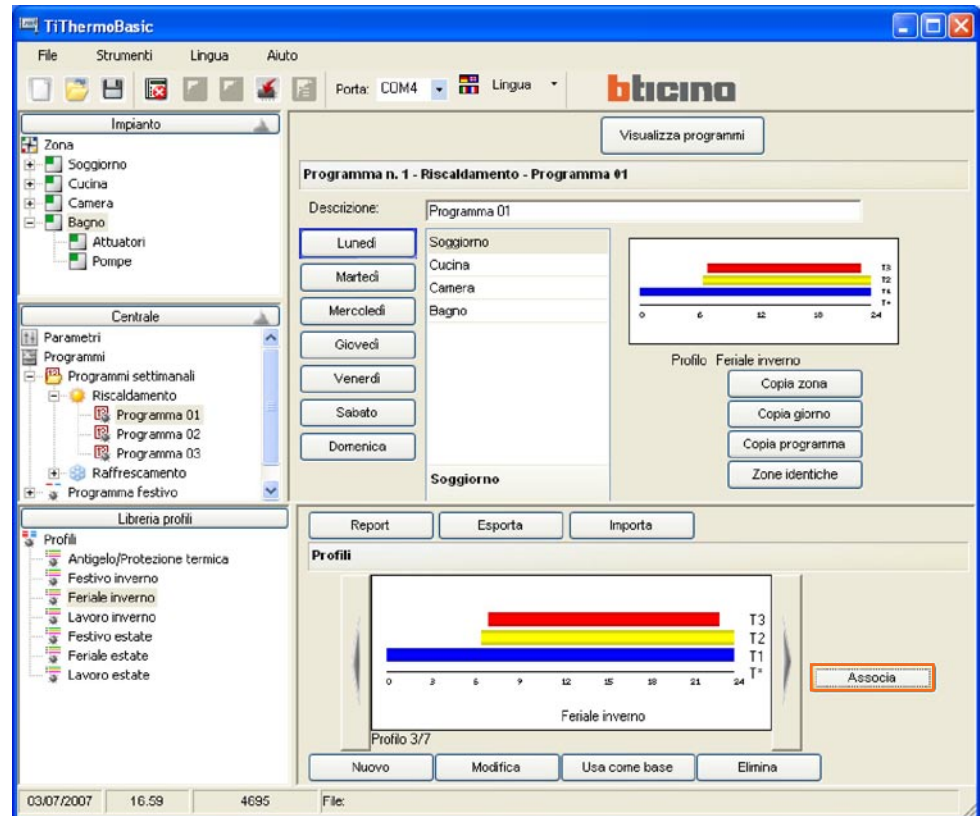 TiThermoBasic
File Strumenti Lingua Aiuto
Porta: COM4 Lingua
bticino
Impianto
Zona
Soggiorno
Cucina
Camera
Bagno
Attuatori
Pompe
Centrale
Parametri
Programmi
Programmi settimanali
Riscaldamento
Programma 01
Programma 02
Programma 03
Raffrescamento
Programma festivo
Libreria profili
Profili
Antigelo/Protezione termica
Festivo inverno
Feriale inverno
Lavoro inverno
Festivo estate
Feriale estate
Lavoro estate
Visualizza programmi
Programma n. 1 - Riscaldamento - Programma 01
Descrizione: Programma 01
Lunedì
Martedì
Mercoledì
Giovedì
Venerdì
Sabato
Domenica
Soggiorno
Cucina
Camera
Bagno
Soggiorno
T3
T2
T1
T*
0 6 12 18 24
Profilo Feriale inverno
Copia zona
Copia giorno
Copia programma
Zone identiche
Report Esporta Importa
Profili
T3
T2
T1
T*
0 3 6 9 12 15 18 21 24
Feriale inverno
Profilo 3/7
Associa
Nuovo Modifica Usa come base Elimina
03/07/2007 16.59 4695 File: